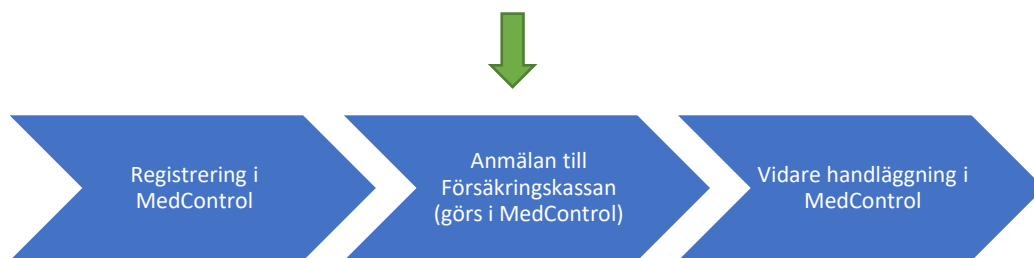 Registrering i
MedControl
Anmälan till
Försäkringskassan
(görs i MedControl)
Vidare handläggning i
MedControl